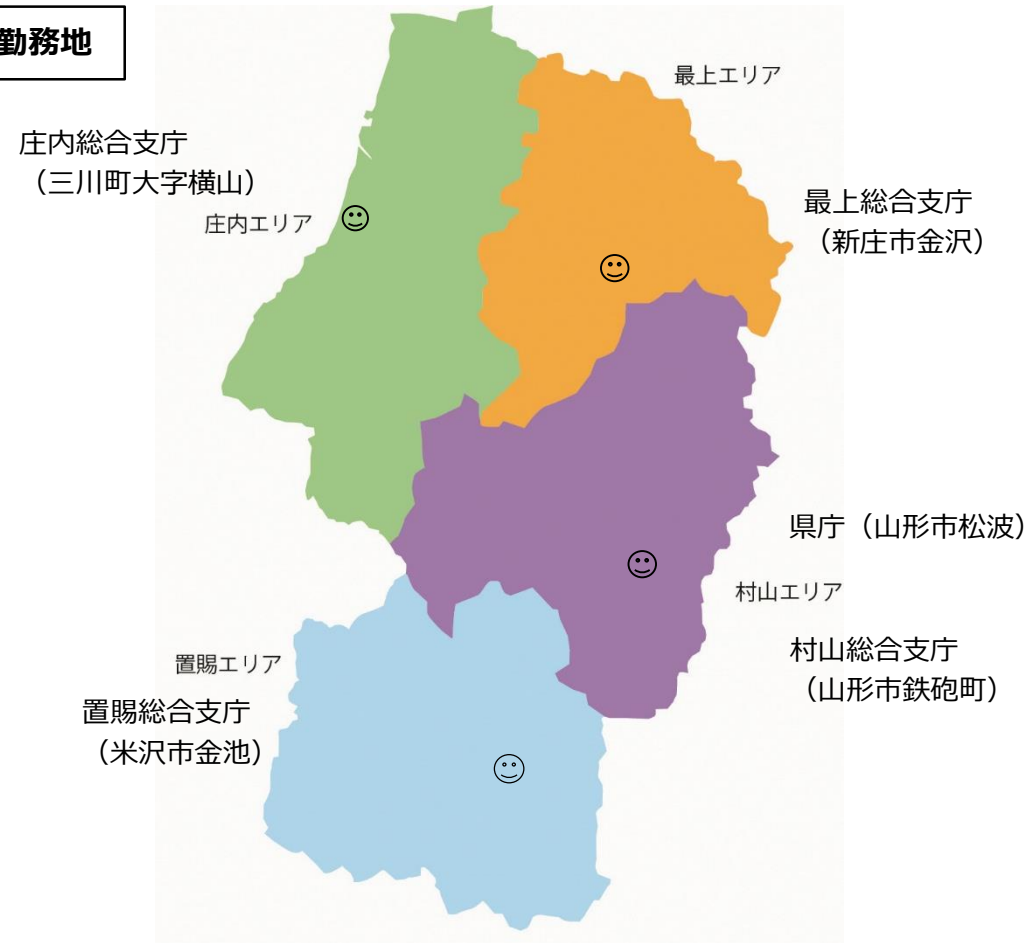 勤務地
最上エリア
庄内総合支庁
（三川町大字横山）
庄内エリア
最上総合支庁
（新庄市金沢）
県庁（山形市松波）
村山エリア
村山総合支庁
（山形市鉄砲町）
置賜エリア
置賜総合支庁
（米沢市金池）